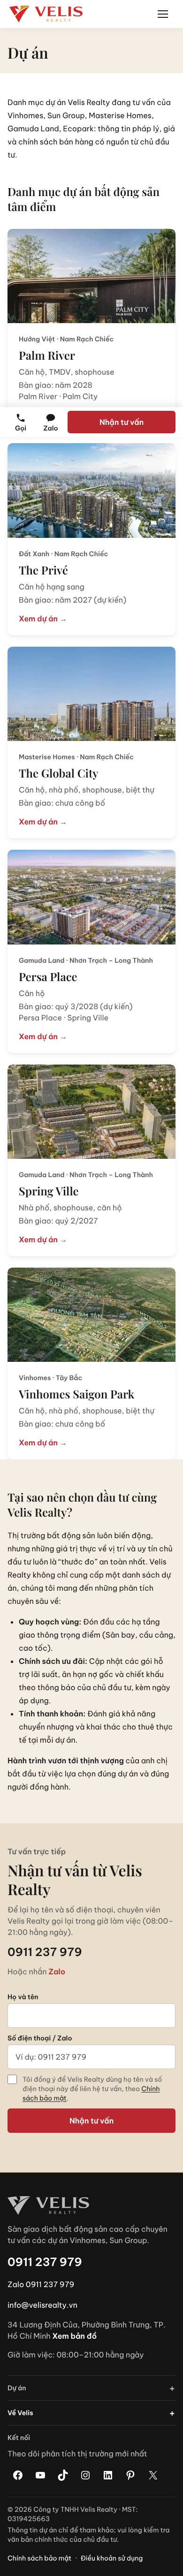 VELIS
REALTY
Dự án
Danh mục dự án Velis Realty đang tư vấn của
Vinhomes, Sun Group, Masterise Homes,
Gamuda Land, Ecopark: thông tin pháp lý, giá
và chính sách bán hàng có nguồn từ chủ đầu
tư.
Danh mục dự án bất động sản
tâm điểm
PALM CITY
Hướng Việt · Nam Rạch Chiếc
Palm River
Căn hộ, TMDV, shophouse
Bàn giao: năm 2028
Palm River · Palm City
Gọi
Zalo
Nhận tư vấn
Đất Xanh · Nam Rạch Chiếc
The Privé
Căn hộ hạng sang
Bàn giao: năm 2027 (dự kiến)
Xem dự án →
Masterise Homes · Nam Rạch Chiếc
The Global City
Căn hộ, nhà phố, shophouse, biệt thự
Bàn giao: chưa công bố
Xem dự án →
Gamuda Land · Nhơn Trạch – Long Thành
Persa Place
Căn hộ
Bàn giao: quý 3/2028 (dự kiến)
Persa Place · Spring Ville
Xem dự án →
Gamuda Land · Nhơn Trạch – Long Thành
Spring Ville
Nhà phố, shophouse, căn hộ
Bàn giao: quý 2/2027
Xem dự án →
Vinhomes · Tây Bắc
Vinhomes Saigon Park
Căn hộ, nhà phố, shophouse, biệt thự
Bàn giao: chưa công bố
Xem dự án →
Tại sao nên chọn đầu tư cùng
Velis Realty?
Thị trường bất động sản luôn biến động,
nhưng những giá trị thực về vị trí và uy tín chủ
đầu tư luôn là “thước đo” an toàn nhất. Velis
Realty không chỉ cung cấp một danh sách dự
án, chúng tôi mang đến những phân tích
chuyên sâu về:
• Quy hoạch vùng: Đón đầu các hạ tầng
giao thông trọng điểm (Sân bay, cầu cảng,
cao tốc).
• Chính sách ưu đãi: Cập nhật các gói hỗ
trợ lãi suất, ân hạn nợ gốc và chiết khấu
theo thông báo của chủ đầu tư, kèm ngày
áp dụng.
• Tính thanh khoản: Đánh giá khả năng
chuyển nhượng và khai thác cho thuê thực
tế tại mỗi dự án.
Hành trình vươn tới thịnh vượng của anh chị
bắt đầu từ việc lựa chọn đúng dự án và đúng
người đồng hành.
Tư vấn trực tiếp
Nhận tư vấn từ Velis
Realty
Để lại họ tên và số điện thoại, chuyên viên
Velis Realty gọi lại trong giờ làm việc (08:00–
21:00 hằng ngày).
0911 37 979
Hoặc nhắn Zalo
Họ và tên
Số điện thoại / Zalo
Ví dụ: 0911 237 979
Tôi đồng ý để Velis Realty dùng họ tên và số
điện thoại này để liên hệ tư vấn, theo Chính
sách bảo mật.
Nhận tư vấn
VELIS
REALTY
Sàn giao dịch bất động sản cao cấp chuyên
tư vấn các dự án Vinhomes, Sun Group.
0911 237 979
Zalo 0911 237 979
info@velisrealty.vn
34 Lương Định Của, Phường Bình Trưng, TP.
Hồ Chí Minh Xem bản đồ
Giờ làm việc: 08:00–21:00 hằng ngày
Dự án +
Về Velis +
Kết nối
Theo dõi phân tích thị trường mới nhất
© 2026 Công ty TNHH Velis Realty · MST:
0319425663
Thông tin dự án chỉ để tham khảo; vui lòng kiểm tra
văn bản chính thức của chủ đầu tư.
Chính sách bảo mật · Điều khoản sử dụng